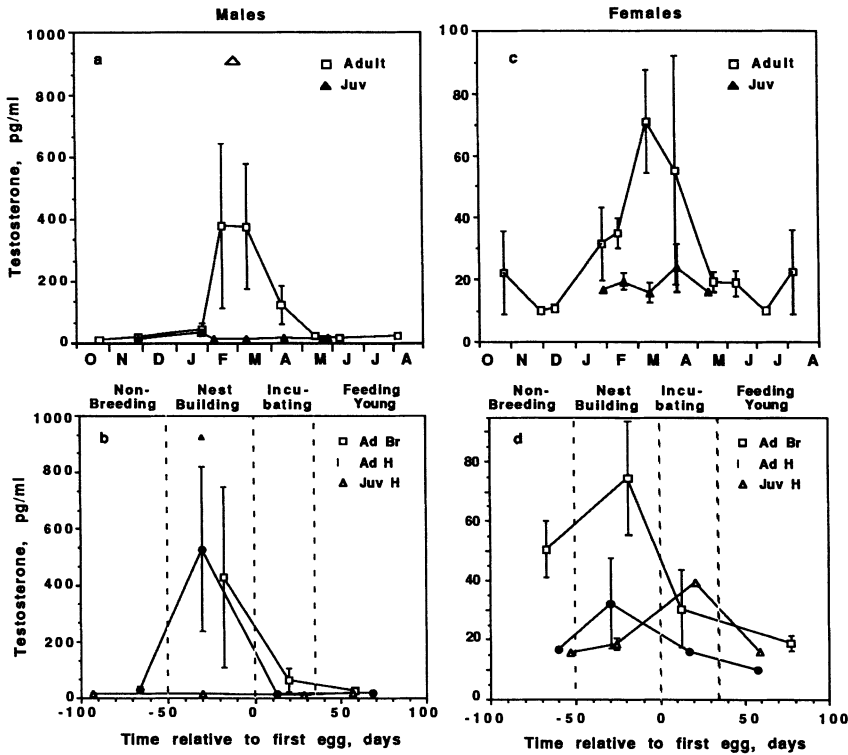 Males
Females
Testosterone, pg/ml
1000
800
600
400
200
0
a
Adult
Juv
O N D J F M A M J J A
100
80
60
40
20
0
c
Adult
Juv
O N D J F M A M J J A
Non-Breeding
Nest Building
Incu-bating
Feeding Young
Testosterone, pg/ml
1000
800
600
400
200
0
b
Ad Br
Ad H
Juv H
-100 -50 0 50 100
Time relative to first egg, days
Non-Breeding
Nest Building
Incu-bating
Feeding Young
80
60
40
20
0
d
Ad Br
Ad H
Juv H
-100 -50 0 50 100
Time relative to first egg, days